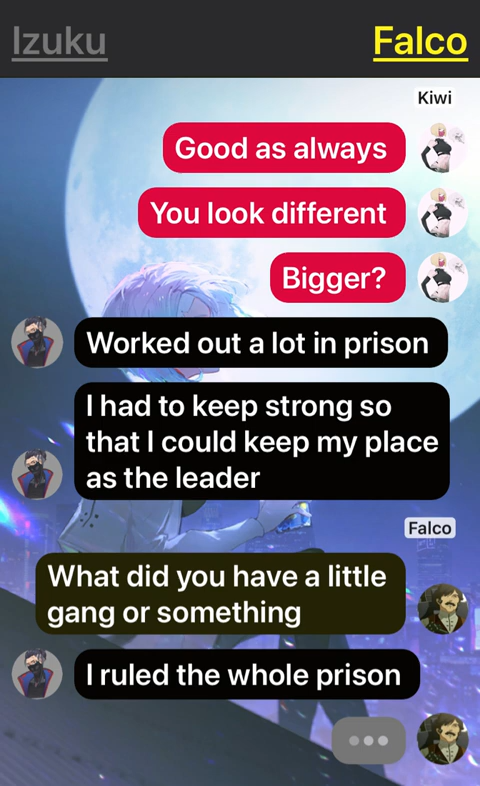 Izuku
Falco
Kiwi
Good as always
You look different
Bigger?
Worked out a lot in prison
I had to keep strong so
that I could keep my place
as the leader
Falco
What did you have a little
gang or something
I ruled the whole prison